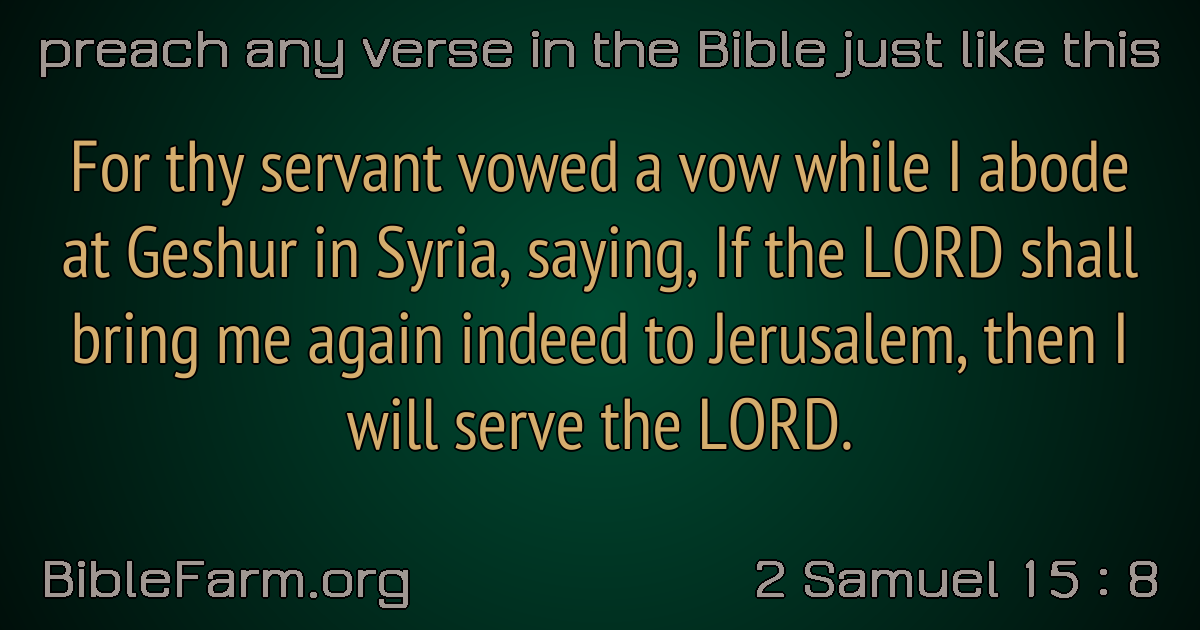 preach any verse in the Bible just like this
For thy servant vowed a vow while I abode
at Geshur in Syria, saying, If the LORD shall
bring me again indeed to Jerusalem, then I
will serve the LORD.
BibleFarm.org
2 Samuel 15 : 8